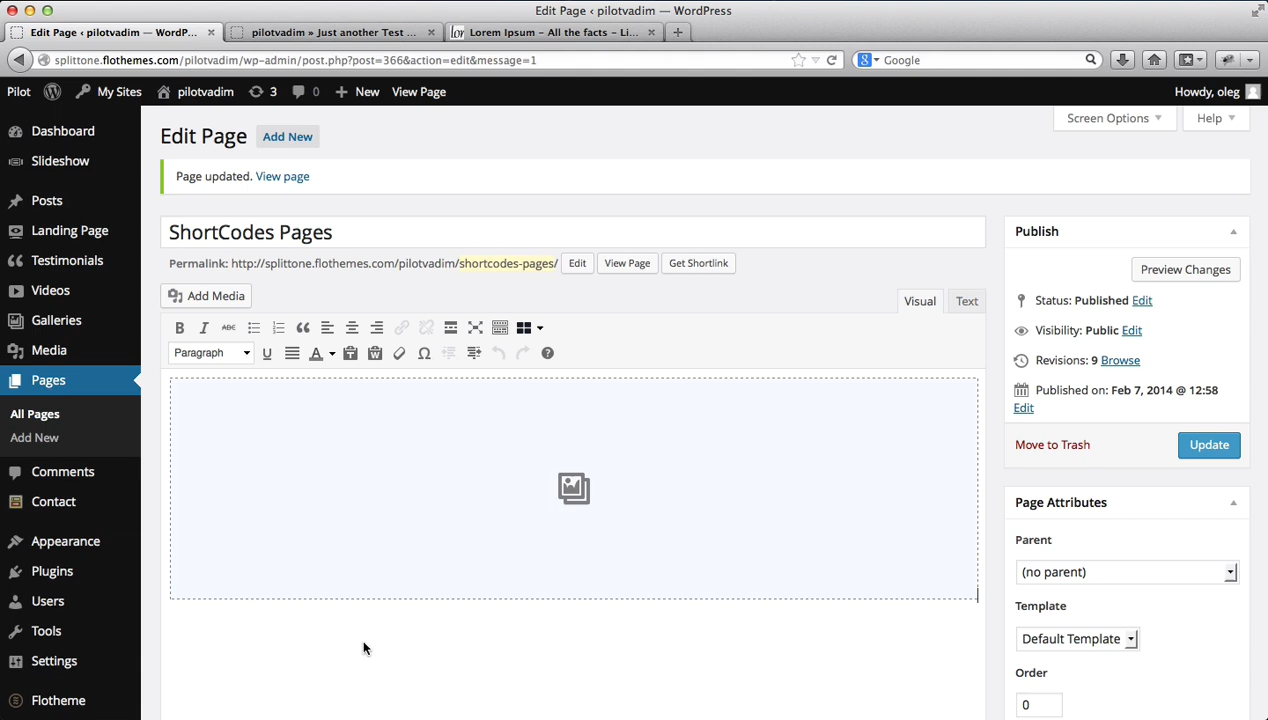 Edit Page ‹ pilotvadim — WordPress
Edit Page ‹ pilotvadim — WordP...
pilotvadim » Just another Test ...
Lorem Ipsum – All the facts – Li...
splittone.flothemes.com/pilotvadim/wp-admin/post.php?post=366&action=edit&message=1
Google
Pilot
My Sites
pilotvadim
3
0
New
View Page
Howdy, oleg
Dashboard
Slideshow
Posts
Landing Page
Testimonials
Videos
Galleries
Media
Pages
All Pages
Add New
Comments
Contact
Appearance
Plugins
Users
Tools
Settings
Flotheme
Screen Options
Help
Edit Page
Add New
Page updated. View page
ShortCodes Pages
Permalink: http://splittone.flothemes.com/pilotvadim/shortcodes-pages/
Edit
View Page
Get Shortlink
Add Media
Visual
Text
B I ABC
Paragraph
U
A
Publish
Preview Changes
Status: Published Edit
Visibility: Public Edit
Revisions: 9 Browse
Published on: Feb 7, 2014 @ 12:58
Edit
Move to Trash
Update
Page Attributes
Parent
(no parent)
Template
Default Template
Order
0